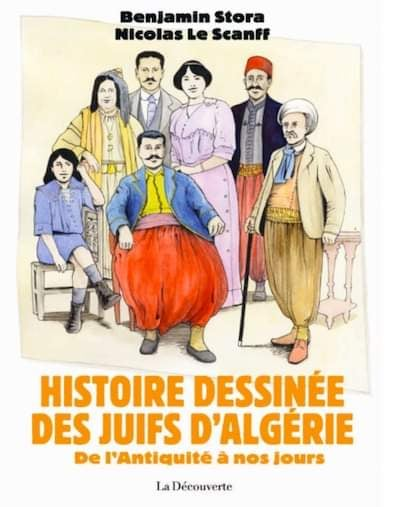 Benjamin Stora
Nicolas Le Scanff
HISTOIRE DESSINÉE
DES JUIFS D'ALGÉRIE
De l'Antiquité à nos jours
La Découverte